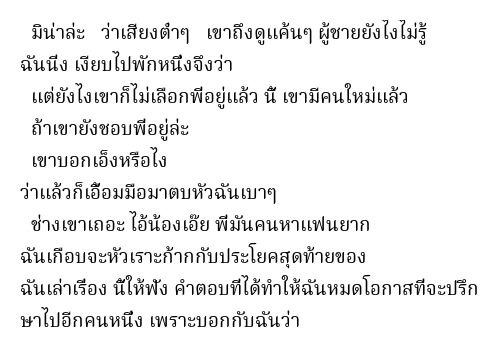 มิน่าล่ะ ว่าเสียงต่ำๆ เขาถึงดูแค้นๆ ผู้ชายยังไงไม่รู้
ฉันนิ่ง เงียบไปพักหนึ่งจึงว่า
แต่ยังไงเขาก็ไม่เลือกพี่อยู่แล้ว นี่ เขามีคนใหม่แล้ว
ถ้าเขายังชอบพี่อยู่ล่ะ
เขาบอกเอ็งหรือไง
ว่าแล้วก็เอื้อมมือมาตบหัวฉันเบาๆ
ช่างเขาเถอะ ไอ้น้องเอ๊ย พี่มันคนหาแฟนยาก
ฉันเกือบจะหัวเราะก้ากกับประโยคสุดท้ายของ
ฉันเล่าเรื่อง นี้ให้ฟัง คำตอบที่ได้ทำให้ฉันหมดโอกาสที่จะปรึก
ษาไปอีกคนหนึ่ง เพราะบอกกับฉันว่า